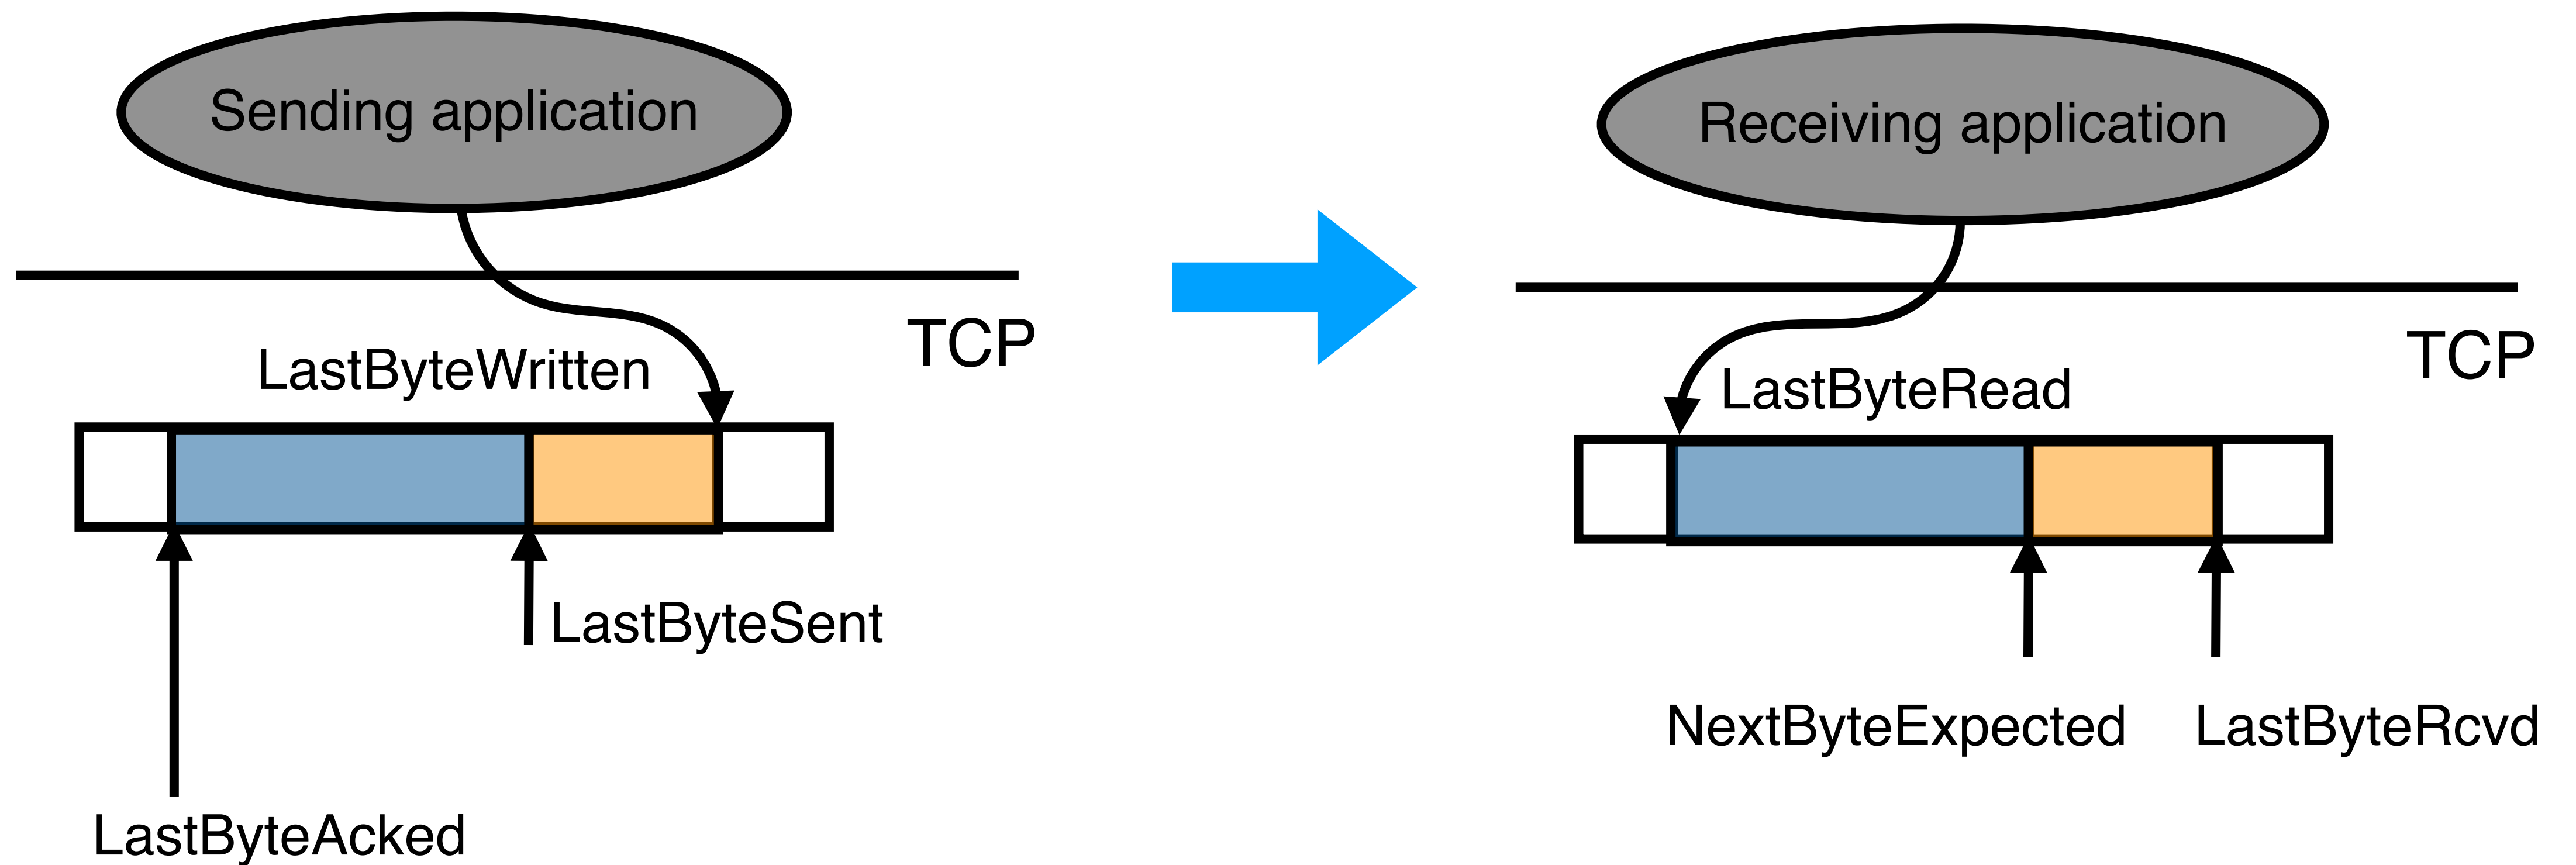 Sending application
TCP
LastByteWritten
LastByteSent
LastByteAcked
Receiving application
TCP
LastByteRead
NextByteExpected
LastByteRcvd